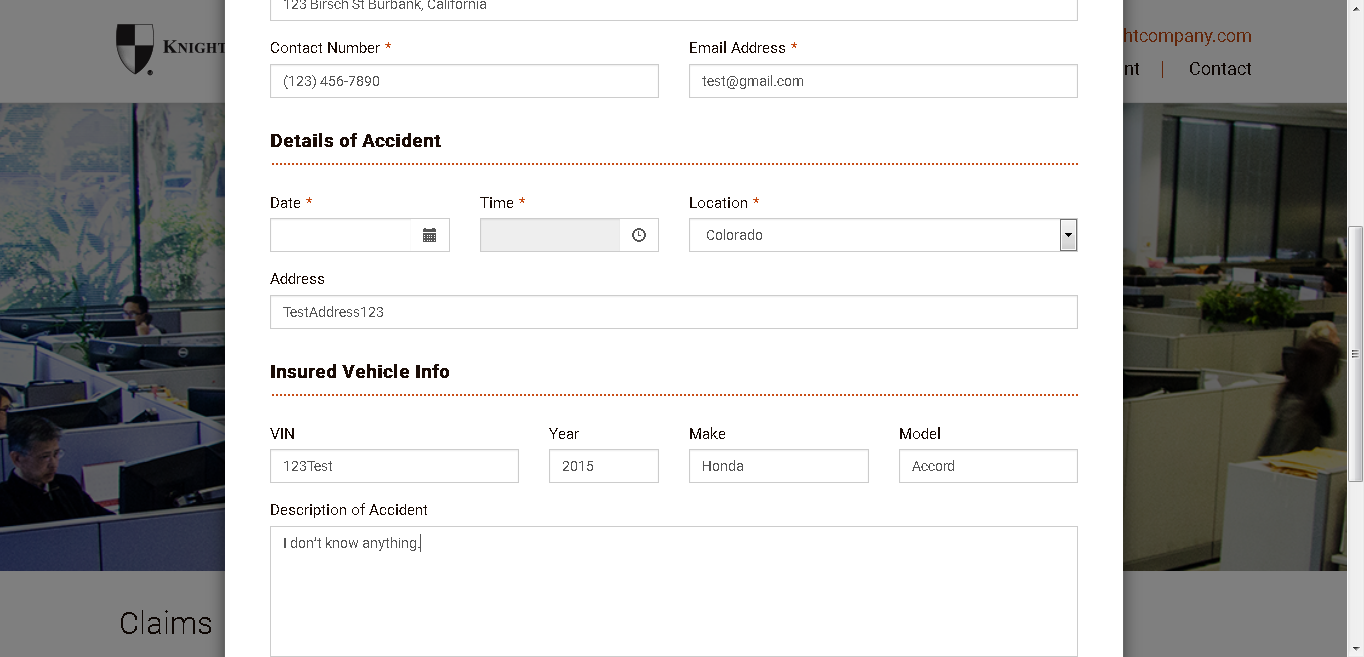 123 Birsch St Burbank, California
KNIGHT
htcompany.com
nt | Contact
Contact Number * Email Address *
(123) 456-7890 test@gmail.com
Details of Accident
Date * Time * Location *
Colorado
Address
TestAddress123
Insured Vehicle Info
VIN Year Make Model
123Test 2015 Honda Accord
Description of Accident
I don't know anything.
Claims